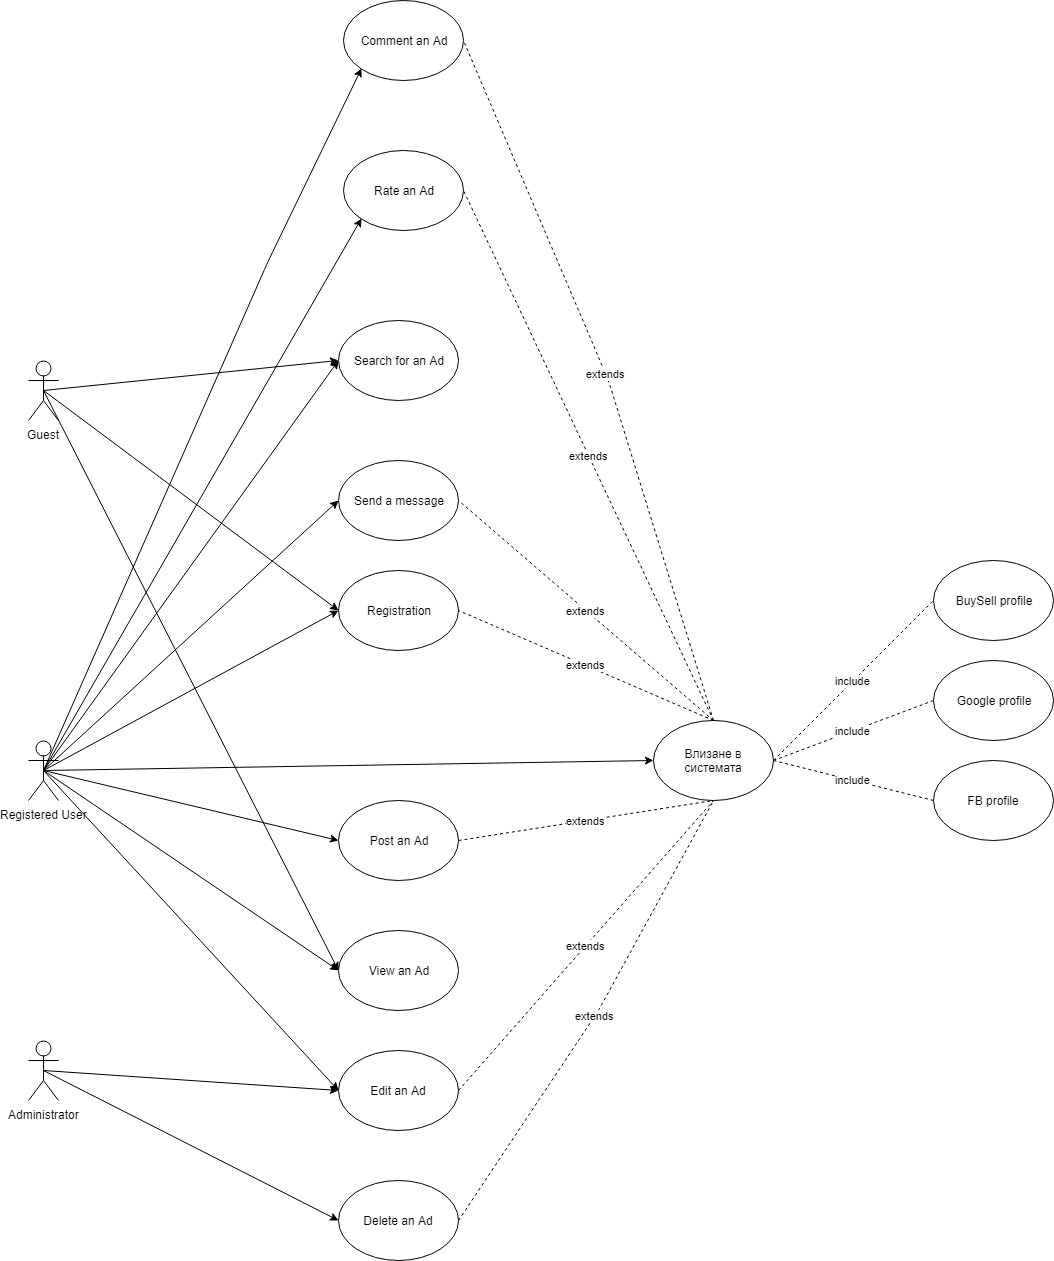 Comment an Ad
Rate an Ad
Search for an Ad
extends
Guest
extends
Send a message
BuySell profile
Registration
extends
extends
include
Google profile
include
Влизане в
системата
include
FB profile
Registered User
extends
Post an Ad
extends
View an Ad
extends
Edit an Ad
Administrator
Delete an Ad